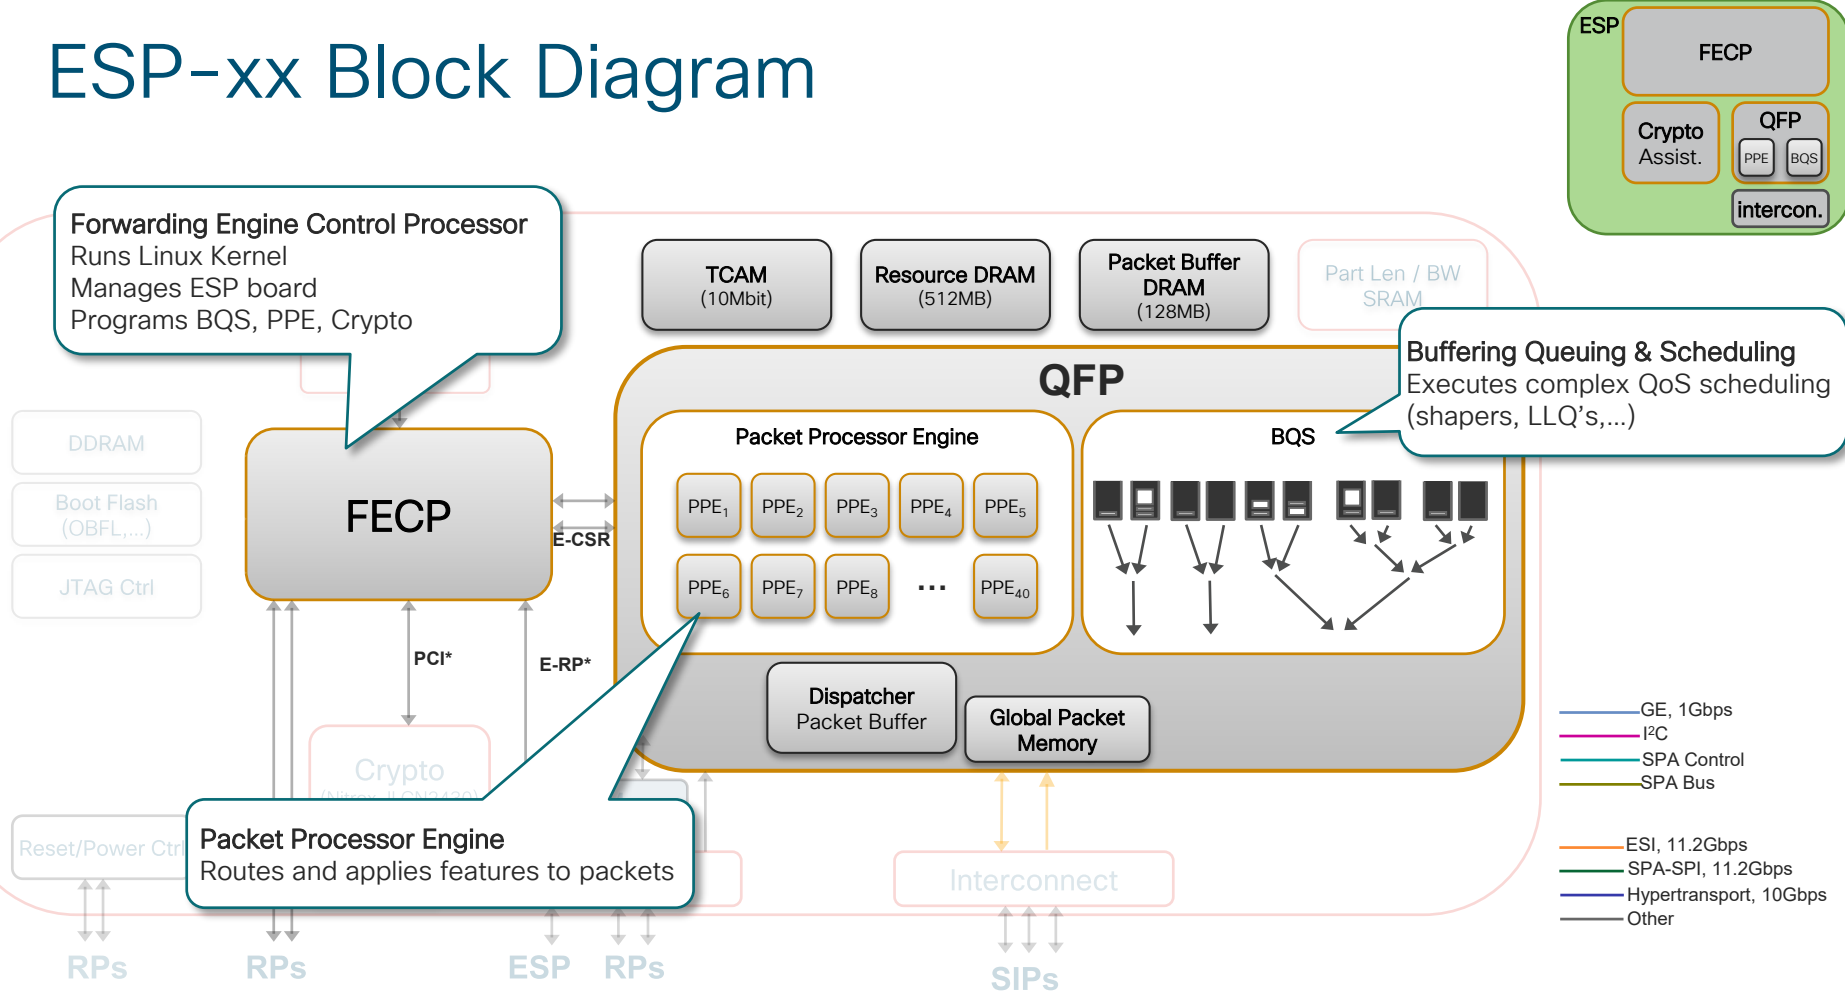 ESP-xx Block Diagram
ESP
FECP
Crypto
Assist.
QFP
PPE
BQS
intercon.
Forwarding Engine Control Processor
Runs Linux Kernel
Manages ESP board
Programs BQS, PPE, Crypto
TCAM
(10Mbit)
Resource DRAM
(512MB)
Packet Buffer
DRAM
(128MB)
Part Len / BW
SRAM
Buffering Queuing & Scheduling
Executes complex QoS scheduling
(shapers, LLQ's,...)
QFP
Packet Processor Engine
BQS
DDRAM
Boot Flash
(OBFL,...)
JTAG Ctrl
FECP
E-CSR
PPE1
PPE2
PPE3
PPE4
PPE5
PPE6
PPE7
PPE8
...
PPE40
PCI*
E-RP*
Dispatcher
Packet Buffer
Global Packet
Memory
Crypto
Reset/Power Ctrl
Packet Processor Engine
Routes and applies features to packets
Interconnect
RPs
RPs
ESP
RPs
SIPs
GE, 1Gbps
I2C
SPA Control
SPA Bus
ESI, 11.2Gbps
SPA-SPI, 11.2Gbps
Hypertransport, 10Gbps
Other